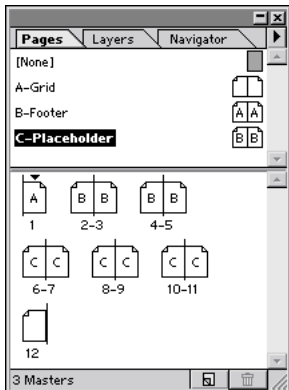 Pages Layers Navigator
[None]
A-Grid
B-Footer A A
C-Placeholder B B
A B B B B
1 2-3 4-5
C C C C C C
6-7 8-9 10-11
12
3 Masters